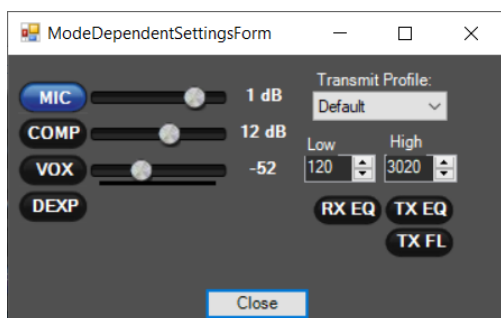 ModeDependentSettingsForm
MIC 1 dB
COMP 12 dB
VOX -52
DEXP
Transmit Profile:
Default
Low High
120 3020
RX EQ TX EQ
TX FL
Close